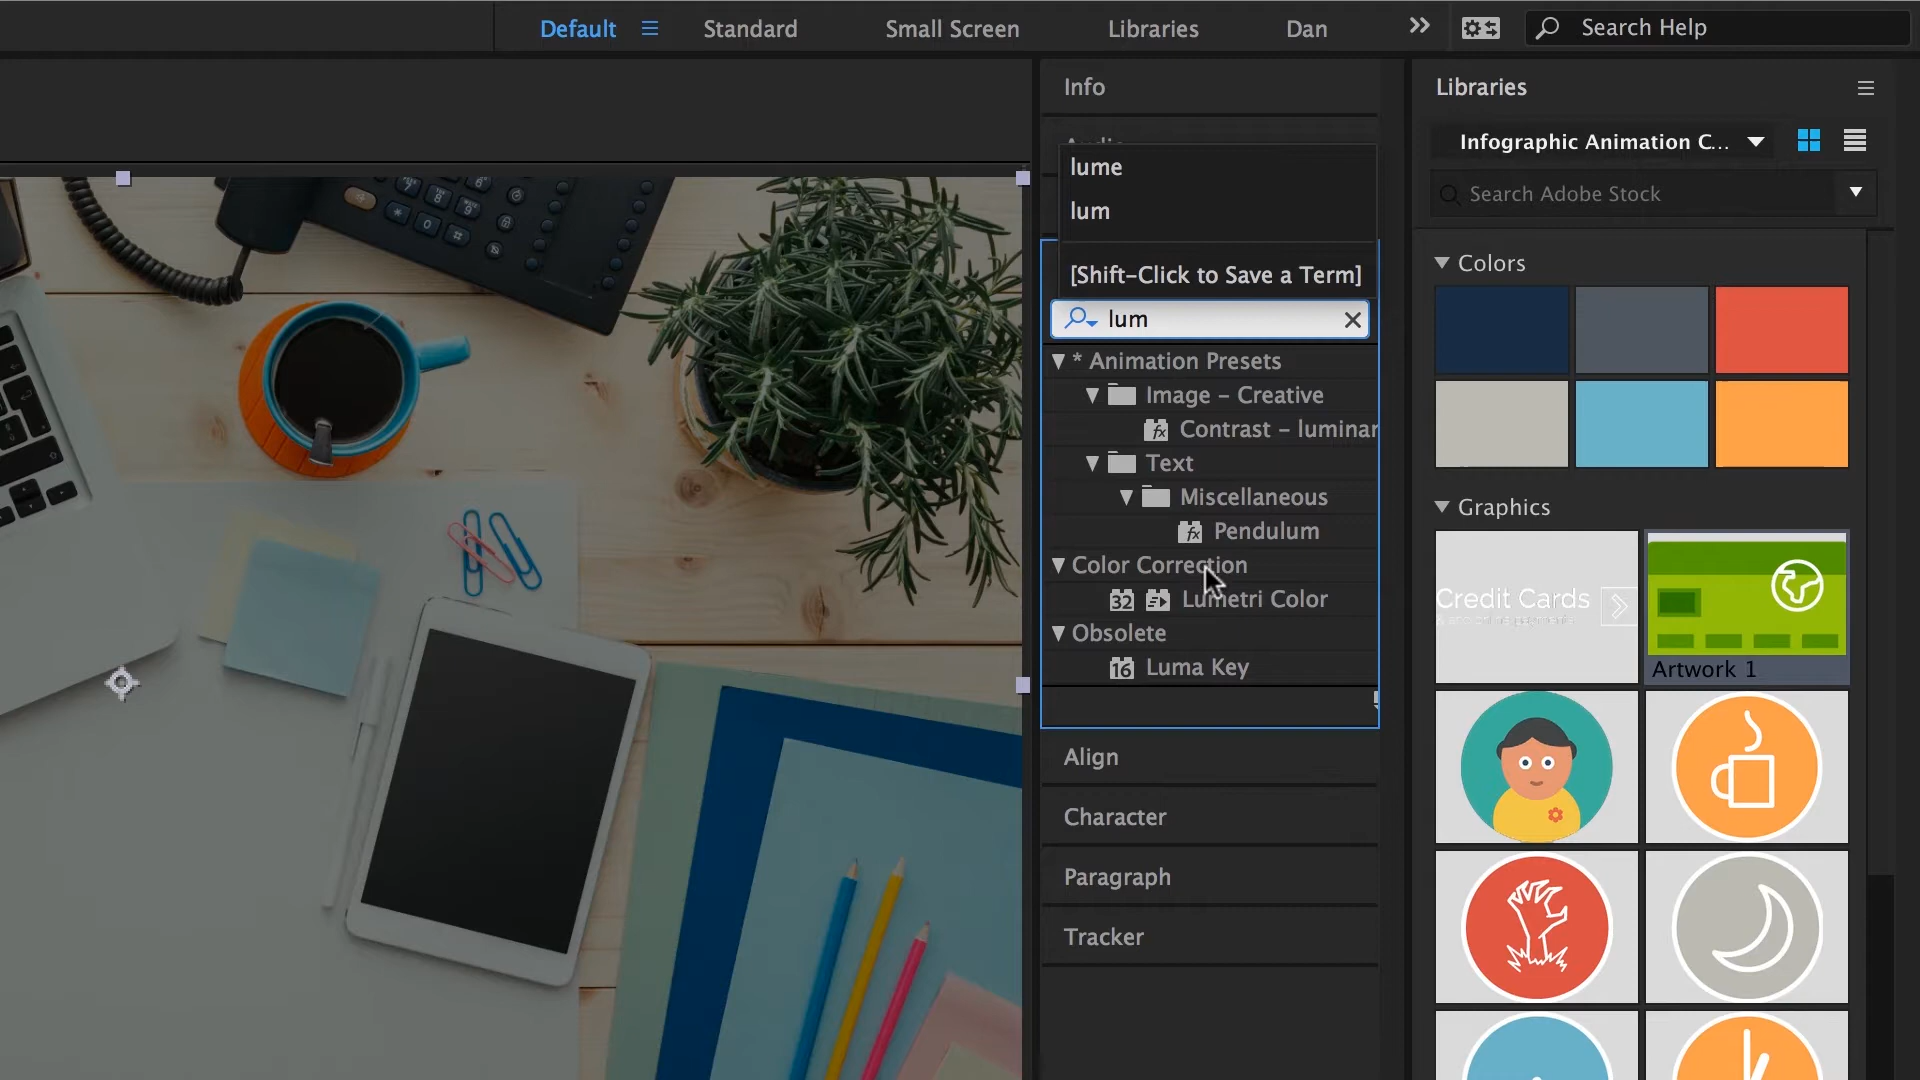 Default
Standard
Small Screen
Libraries
Dan
Search Help
Info
lume
lum
[Shift-Click to Save a Term]
lum
* Animation Presets
Image - Creative
Contrast - luminar
Text
Miscellaneous
Pendulum
Color Correction
32 Lumetri Color
Obsolete
16 Luma Key
Align
Character
Paragraph
Tracker
Libraries
Infographic Animation C...
Search Adobe Stock
Colors
Graphics
Credit Cards
Artwork 1